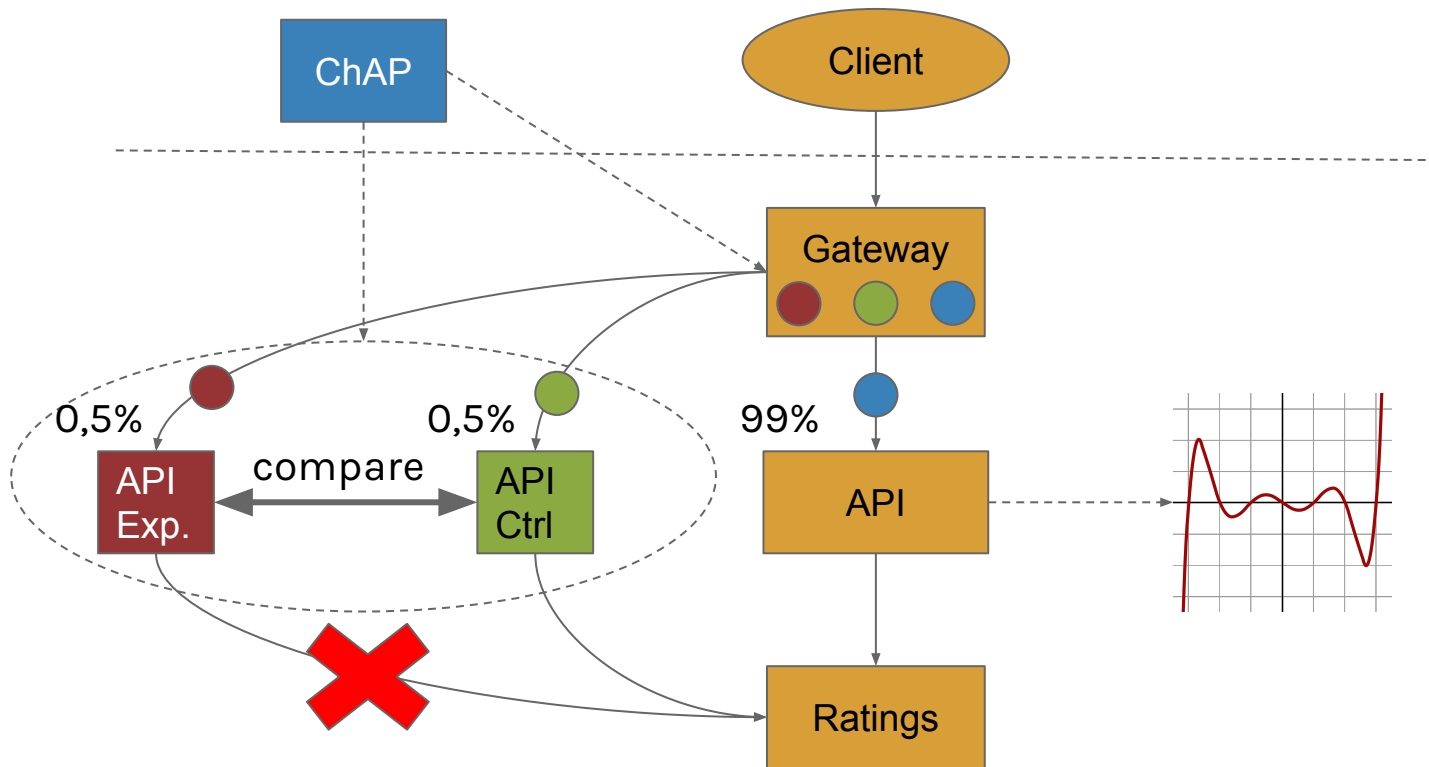 ChAP
Client
Gateway
0,5%
0,5%
99%
API
Exp.
compare
API
Ctrl
API
Ratings